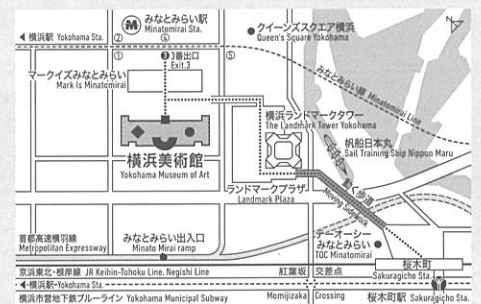 みなとみらい駅
Minatomirai Sta.
クイーンズスクエア横浜
Queen's Square Yokohama
横浜駅 Yokohama Sta.
②
④
①
③
3番出口
Exit.3
⑤
マークイズみなとみらい
Mark Is Minatomirai
みなとみらい線 Minatomirai Line
横浜ランドマークタワー
The Landmark Tower Yokohama
帆船日本丸
Sail Training Ship Nippon Maru
横浜美術館
Yokohama Museum of Art
ランドマークプラザ
Landmark Plaza
動く歩道
Moving Sidewalk
首都高速横羽線
Metropolitan Expressway
みなとみらい出入口
Minato Mirai ramp
ティーオーシー
みなとみらい
TOC Minatomirai
桜木町
Sakuragicho Sta.
京浜東北・根岸線 JR Keihin-Tohoku Line, Negishi Line
紅葉坂 交差点
横浜駅 Yokohama Sta.
横浜市営地下鉄ブルーライン Yokohama Municipal Subway
Momijizaka Crossing
桜木町駅 Sakuragicho Sta.